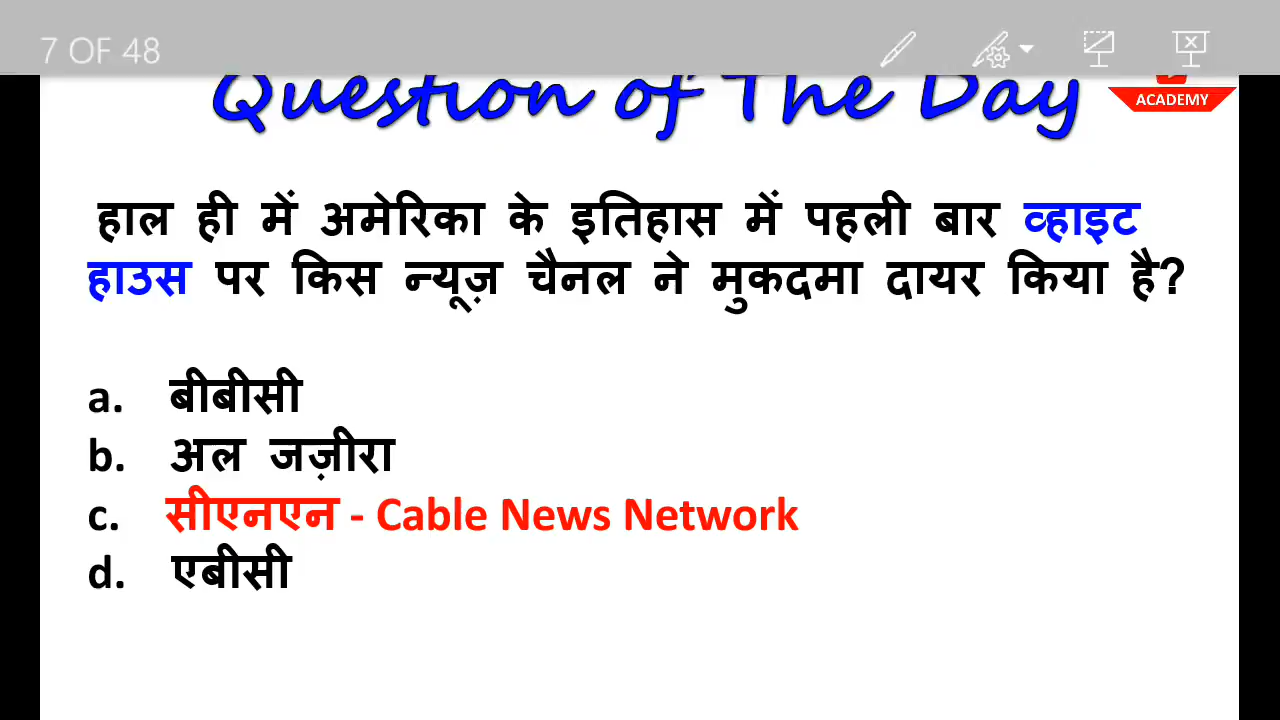 7 OF 48
Question of The Day
ACADEMY
हाल ही में अमेरिका के इतिहास में पहली बार व्हाइट
हाउस पर किस न्यूज़ चैनल ने मुकदमा दायर किया है?
a. बीबीसी
b. अल जज़ीरा
c. सीएनएन - Cable News Network
d. एबीसी